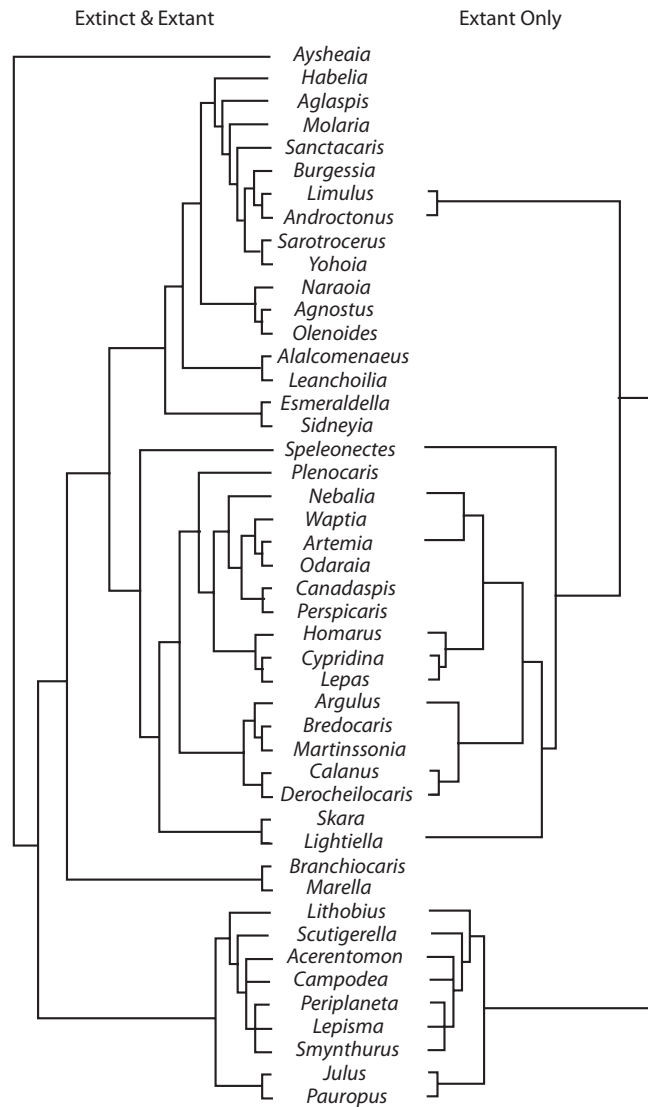 Extinct & Extant Extant Only
Aysheaia
Habelia
Aglaspis
Molaria
Sanctacaris
Burgessia
Limulus
Androctonus
Sarotrocerus
Yohoia
Naraoia
Agnostus
Olenoides
Alalcomenaeus
Leanchoilia
Esmeraldella
Sidneyia
Speleonectes
Plenocaris
Nebalia
Waptia
Artemia
Odaraia
Canadaspis
Perspicaris
Homarus
Cypridina
Lepas
Argulus
Bredocaris
Martinssonia
Calanus
Derocheilocaris
Skara
Lightiella
Branchiocaris
Marella
Lithobius
Scutigerella
Acerentomon
Campodea
Periplaneta
Lepisma
Smynthurus
Julus
Pauropus